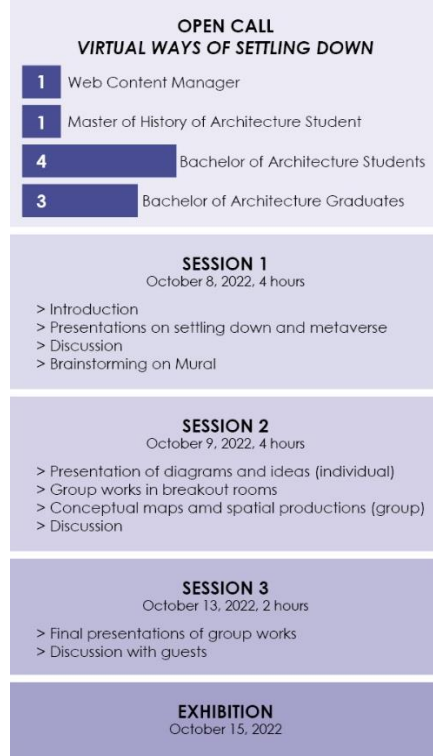 OPEN CALL
VIRTUAL WAYS OF SETTLING DOWN
1 Web Content Manager
1 Master of History of Architecture Student
4 Bachelor of Architecture Students
3 Bachelor of Architecture Graduates
SESSION 1
October 8, 2022, 4 hours
> Introduction
> Presentations on settling down and metaverse
> Discussion
> Brainstorming on Mural
SESSION 2
October 9, 2022, 4 hours
> Presentation of diagrams and ideas (individual)
> Group works in breakout rooms
> Conceptual maps amd spatial productions (group)
> Discussion
SESSION 3
October 13, 2022, 2 hours
> Final presentations of group works
> Discussion with guests
EXHIBITION
October 15, 2022